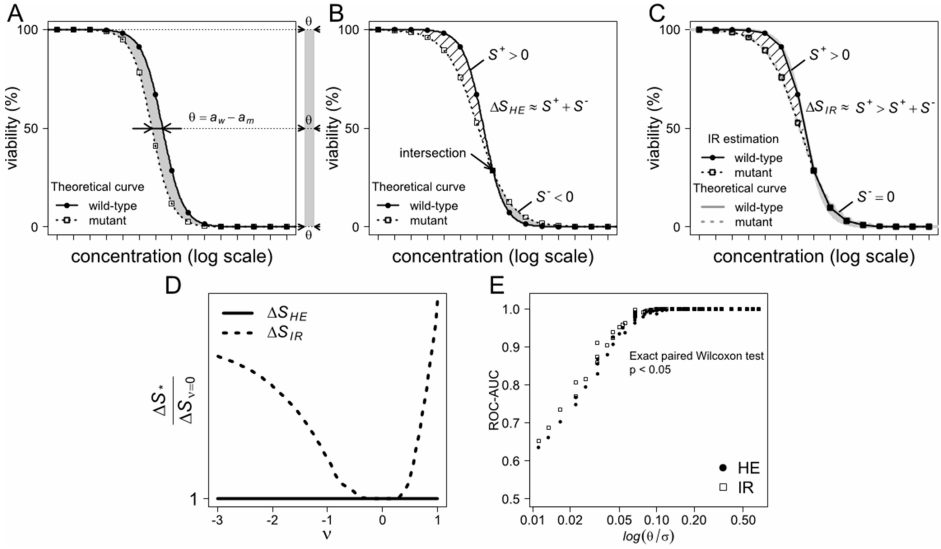 A
B
C
100
50
0
viability (%)
θ
θ = a_w − a_m
θ
θ
Theoretical curve
wild-type
mutant
concentration (log scale)
100
50
0
viability (%)
S⁺ > 0
ΔS_HE ≈ S⁺ + S⁻
intersection
S⁻ < 0
Theoretical curve
wild-type
mutant
concentration (log scale)
100
50
0
viability (%)
S⁺ > 0
ΔS_IR ≈ S⁺ > S⁺ + S⁻
IR estimation
wild-type
mutant
S⁻ = 0
Theoretical curve
wild-type
mutant
concentration (log scale)
D
ΔS_HE
ΔS_IR
ΔS*
ΔS_ν=0
1
-3 -2 -1 0 1
ν
E
1.0
0.9
0.8
0.7
0.6
0.5
ROC-AUC
Exact paired Wilcoxon test
p < 0.05
HE
IR
0.01 0.02 0.05 0.10 0.20 0.50
log(θ/σ)